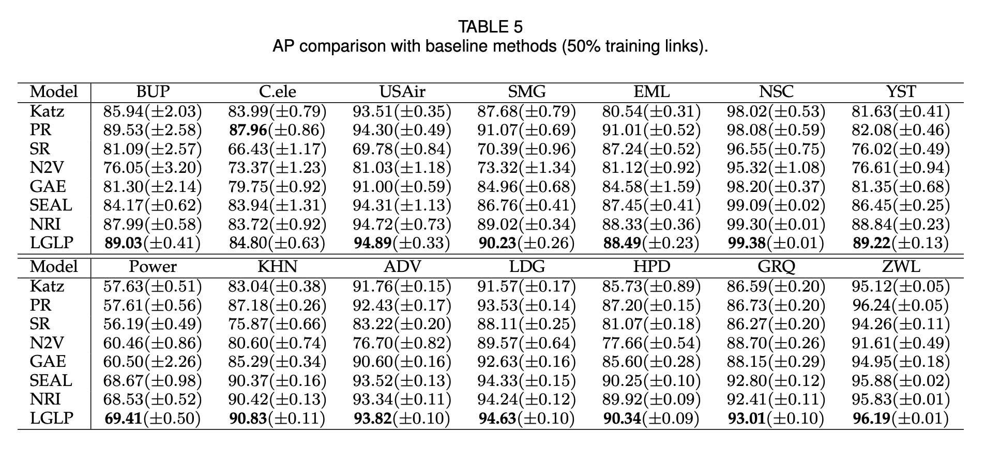 TABLE 5
AP comparison with baseline methods (50% training links).
Model BUP C.ele USAir SMG EML NSC YST
Katz 85.94(±2.03) 83.99(±0.79) 93.51(±0.35) 87.68(±0.79) 80.54(±0.31) 98.02(±0.53) 81.63(±0.41)
PR 89.53(±2.58) 87.96(±0.86) 94.30(±0.49) 91.07(±0.69) 91.01(±0.52) 98.08(±0.59) 82.08(±0.46)
SR 81.09(±2.57) 66.43(±1.17) 69.78(±0.84) 70.39(±0.96) 87.24(±0.52) 96.55(±0.75) 76.02(±0.49)
N2V 76.05(±3.20) 73.37(±1.23) 81.03(±1.18) 73.32(±1.34) 81.12(±0.92) 95.32(±1.08) 76.61(±0.94)
GAE 81.30(±2.14) 79.75(±0.92) 91.00(±0.59) 84.96(±0.68) 84.58(±1.59) 98.20(±0.37) 81.35(±0.68)
SEAL 84.17(±0.62) 83.94(±1.31) 94.31(±1.13) 86.76(±0.41) 87.45(±0.41) 99.09(±0.02) 86.45(±0.25)
NRI 87.99(±0.58) 83.72(±0.92) 94.72(±0.73) 89.02(±0.34) 88.33(±0.36) 99.30(±0.01) 88.84(±0.23)
LGLP 89.03(±0.41) 84.80(±0.63) 94.89(±0.33) 90.23(±0.26) 88.49(±0.23) 99.38(±0.01) 89.22(±0.13)
Model Power KHN ADV LDG HPD GRQ ZWL
Katz 57.63(±0.51) 83.04(±0.38) 91.76(±0.15) 91.57(±0.17) 85.73(±0.89) 86.59(±0.20) 95.12(±0.05)
PR 57.61(±0.56) 87.18(±0.26) 92.43(±0.17) 93.53(±0.14) 87.20(±0.15) 86.73(±0.20) 96.24(±0.05)
SR 56.19(±0.49) 75.87(±0.66) 83.22(±0.20) 88.11(±0.25) 81.07(±0.18) 86.27(±0.20) 94.26(±0.11)
N2V 60.46(±0.86) 80.60(±0.74) 76.70(±0.82) 89.57(±0.64) 77.66(±0.54) 88.70(±0.26) 91.61(±0.49)
GAE 60.50(±2.26) 85.29(±0.34) 90.60(±0.16) 92.63(±0.16) 85.60(±0.28) 88.15(±0.29) 94.95(±0.18)
SEAL 68.67(±0.98) 90.37(±0.16) 93.52(±0.13) 94.33(±0.15) 90.25(±0.10) 92.80(±0.12) 95.88(±0.02)
NRI 68.53(±0.52) 90.42(±0.13) 93.34(±0.11) 94.24(±0.12) 89.92(±0.09) 92.41(±0.11) 95.83(±0.01)
LGLP 69.41(±0.50) 90.83(±0.11) 93.82(±0.10) 94.63(±0.10) 90.34(±0.09) 93.01(±0.10) 96.19(±0.01)